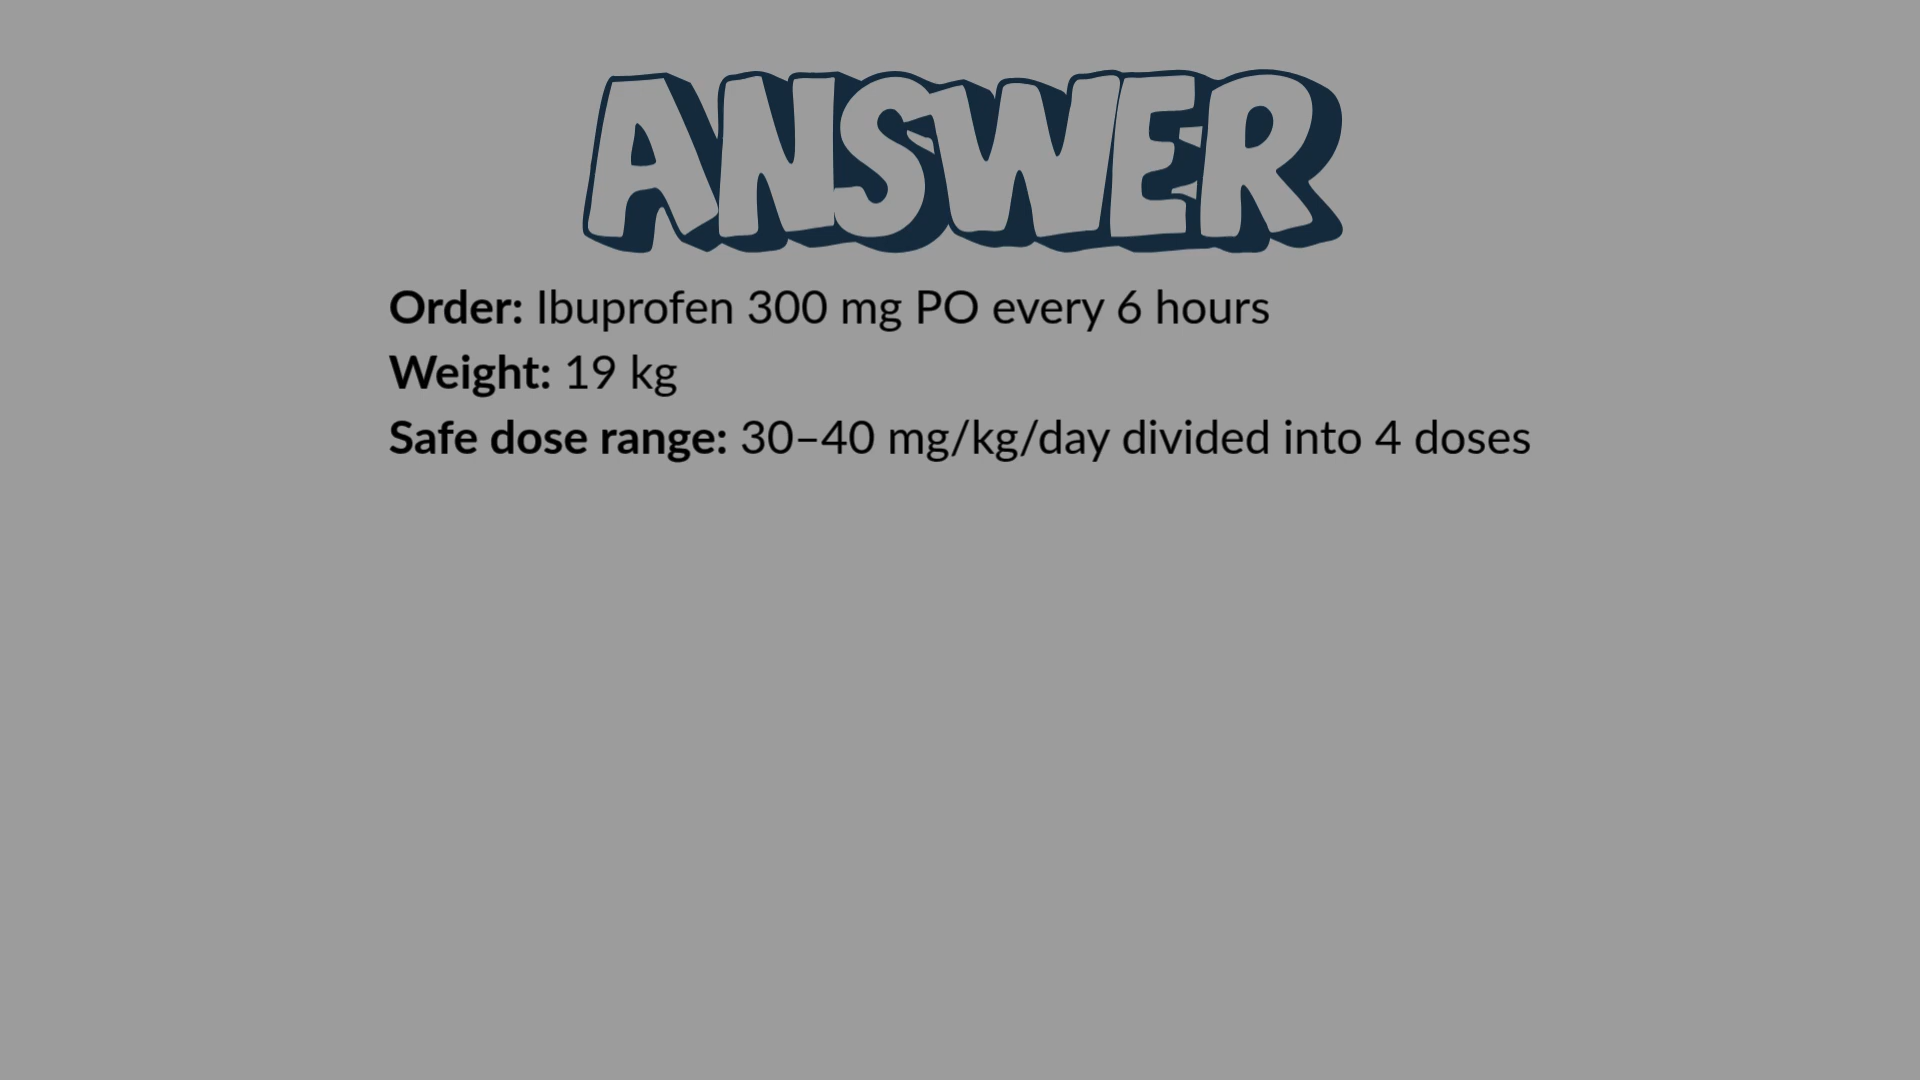 ANSWER
Order: Ibuprofen 300 mg PO every 6 hours
Weight: 19 kg
Safe dose range: 30–40 mg/kg/day divided into 4 doses